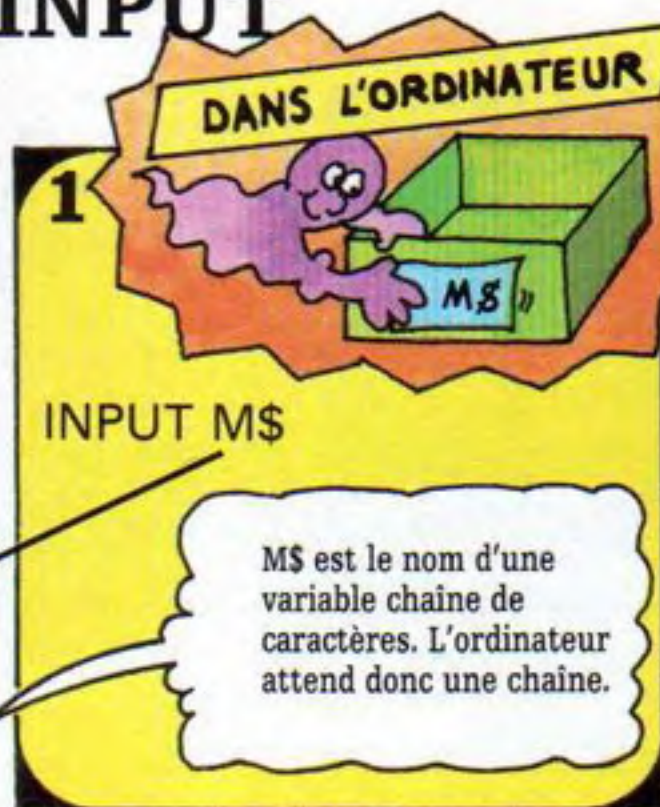 INPUT
DANS L'ORDINATEUR
1
M$
INPUT M$
M$ est le nom d'une
variable chaîne de
caractères. L'ordinateur
attend donc une chaîne.